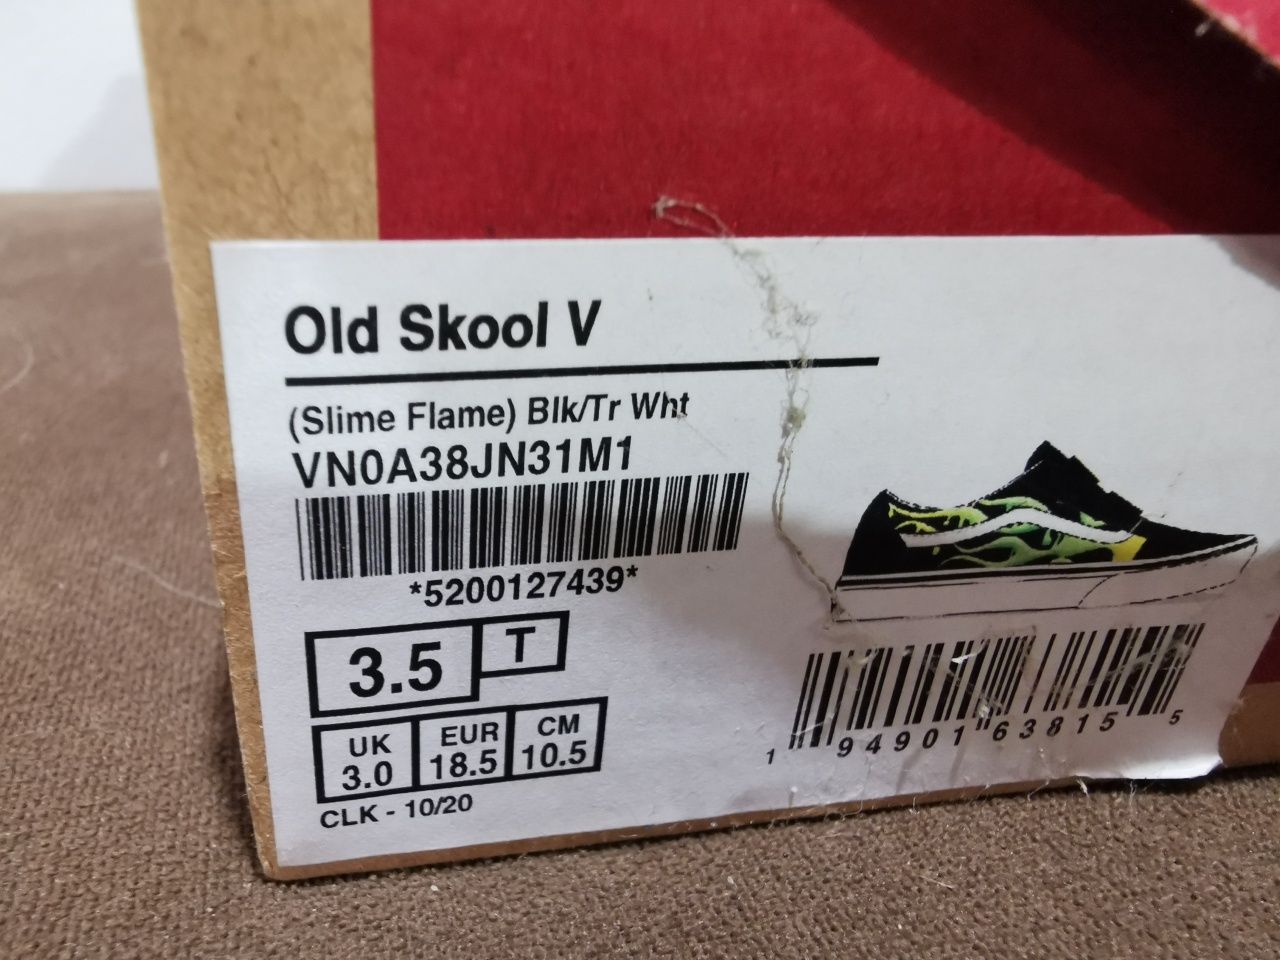 Old Skool V
(Slime Flame) Blk/Tr Wht
VN0A38JN31M1
*5200127439*
3.5 T
UK EUR CM
3.0 18.5 10.5
CLK - 10/20
1 94901 63815 5